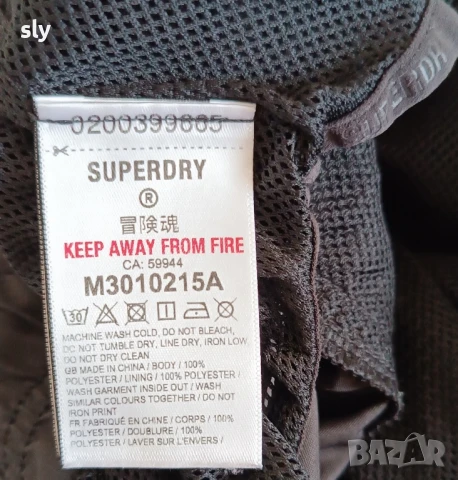 sly
0200399665
SUPERDRY
®
冒険魂
KEEP AWAY FROM FIRE
CA: 59944
M3010215A
30
MACHINE WASH COLD, DO NOT BLEACH,
DO NOT TUMBLE DRY, LINE DRY, IRON LOW,
DO NOT DRY CLEAN
GB MADE IN CHINA / BODY / 100%
POLYESTER / LINING / 100% POLYESTER /
WASH GARMENT INSIDE OUT / WASH
SIMILAR COLOURS TOGETHER / DO NOT
IRON PRINT
FR FABRIQUÉ EN CHINE / CORPS / 100%
POLYESTER / DOUBLURE / 100%
POLYESTER / LAVER SUR L'ENVERS /
SUPERDRY
BAZAR
bg